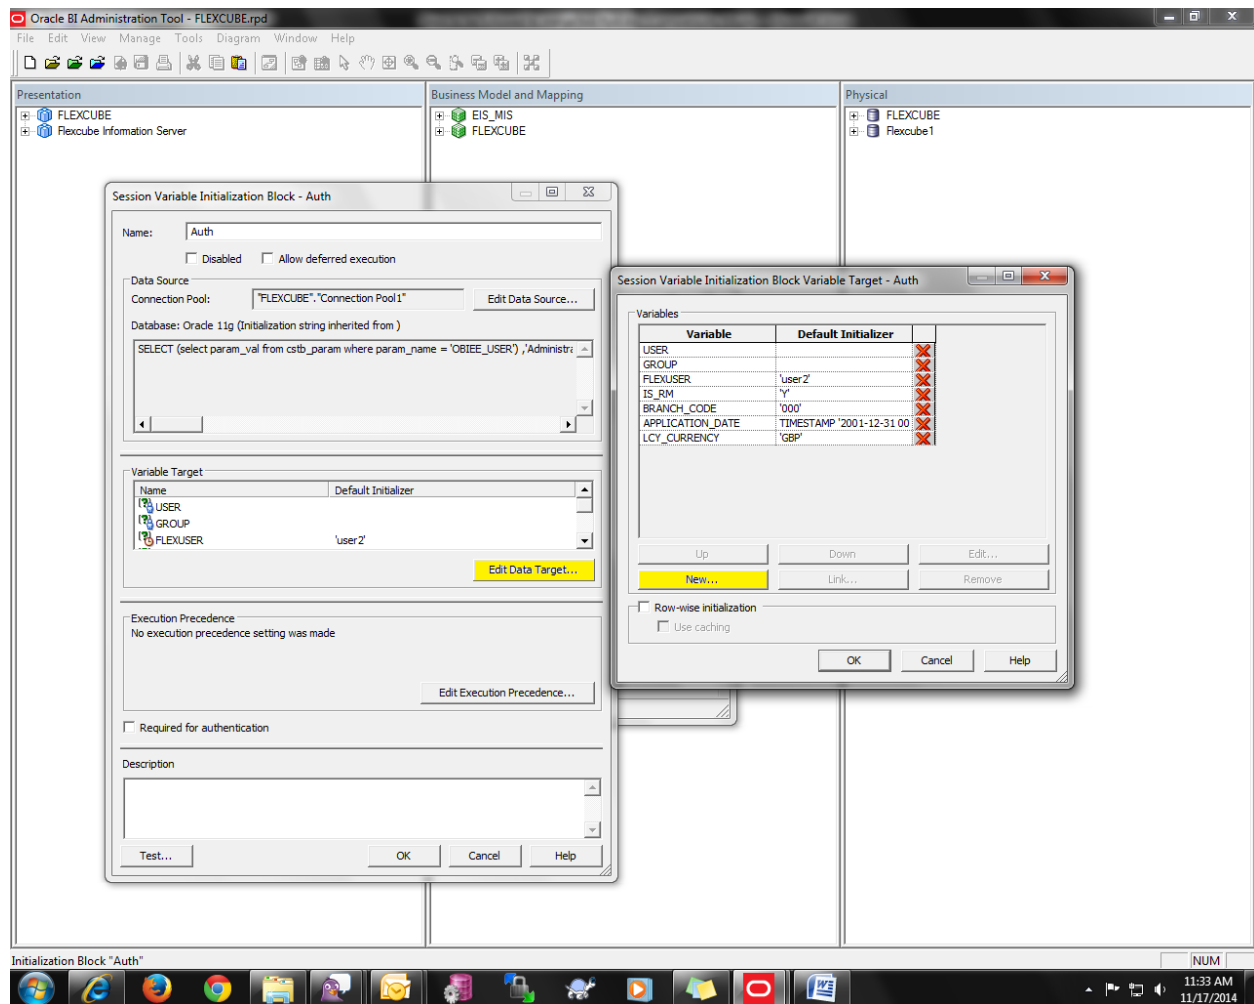 Oracle BI Administration Tool - FLEXCUBE.rpd
File Edit View Manage Tools Diagram Window Help
Presentation
FLEXCUBE
Flexcube Information Server
Business Model and Mapping
EIS_MIS
FLEXCUBE
Physical
FLEXCUBE
Flexcube1
Session Variable Initialization Block - Auth
Name: Auth
Disabled Allow deferred execution
Data Source
Connection Pool: "FLEXCUBE"."Connection Pool1" Edit Data Source...
Database: Oracle 11g (Initialization string inherited from )
SELECT (select param_val from cstb_param where param_name = 'OBIEE_USER') ,'Administra
Variable Target
Name Default Initializer
USER
GROUP
FLEXUSER 'user2'
Edit Data Target...
Execution Precedence
No execution precedence setting was made
Edit Execution Precedence...
Required for authentication
Description
Test... OK Cancel Help
Session Variable Initialization Block Variable Target - Auth
Variables
Variable Default Initializer
USER
GROUP
FLEXUSER 'user2'
IS_RM 'Y'
BRANCH_CODE '000'
APPLICATION_DATE TIMESTAMP '2001-12-31 00
LCY_CURRENCY 'GBP'
Up Down Edit...
New... Link... Remove
Row-wise initialization
Use caching
OK Cancel Help
Initialization Block "Auth"
NUM
11:33 AM
11/17/2014